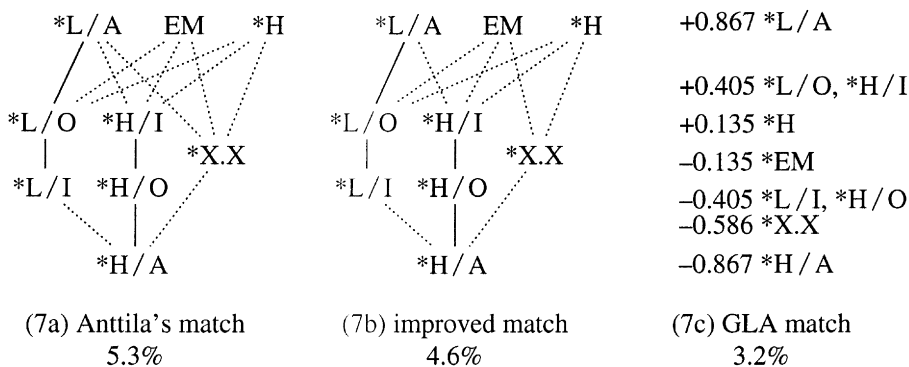 *L/A EM *H
*L/O *H/I
*X.X
*L/I *H/O
*H/A
(7a) Anttila's match
5.3%
*L/A EM *H
*L/O *H/I
*X.X
*L/I *H/O
*H/A
(7b) improved match
4.6%
+0.867 *L/A
+0.405 *L/O, *H/I
+0.135 *H
–0.135 *EM
–0.405 *L/I, *H/O
–0.586 *X.X
–0.867 *H/A
(7c) GLA match
3.2%